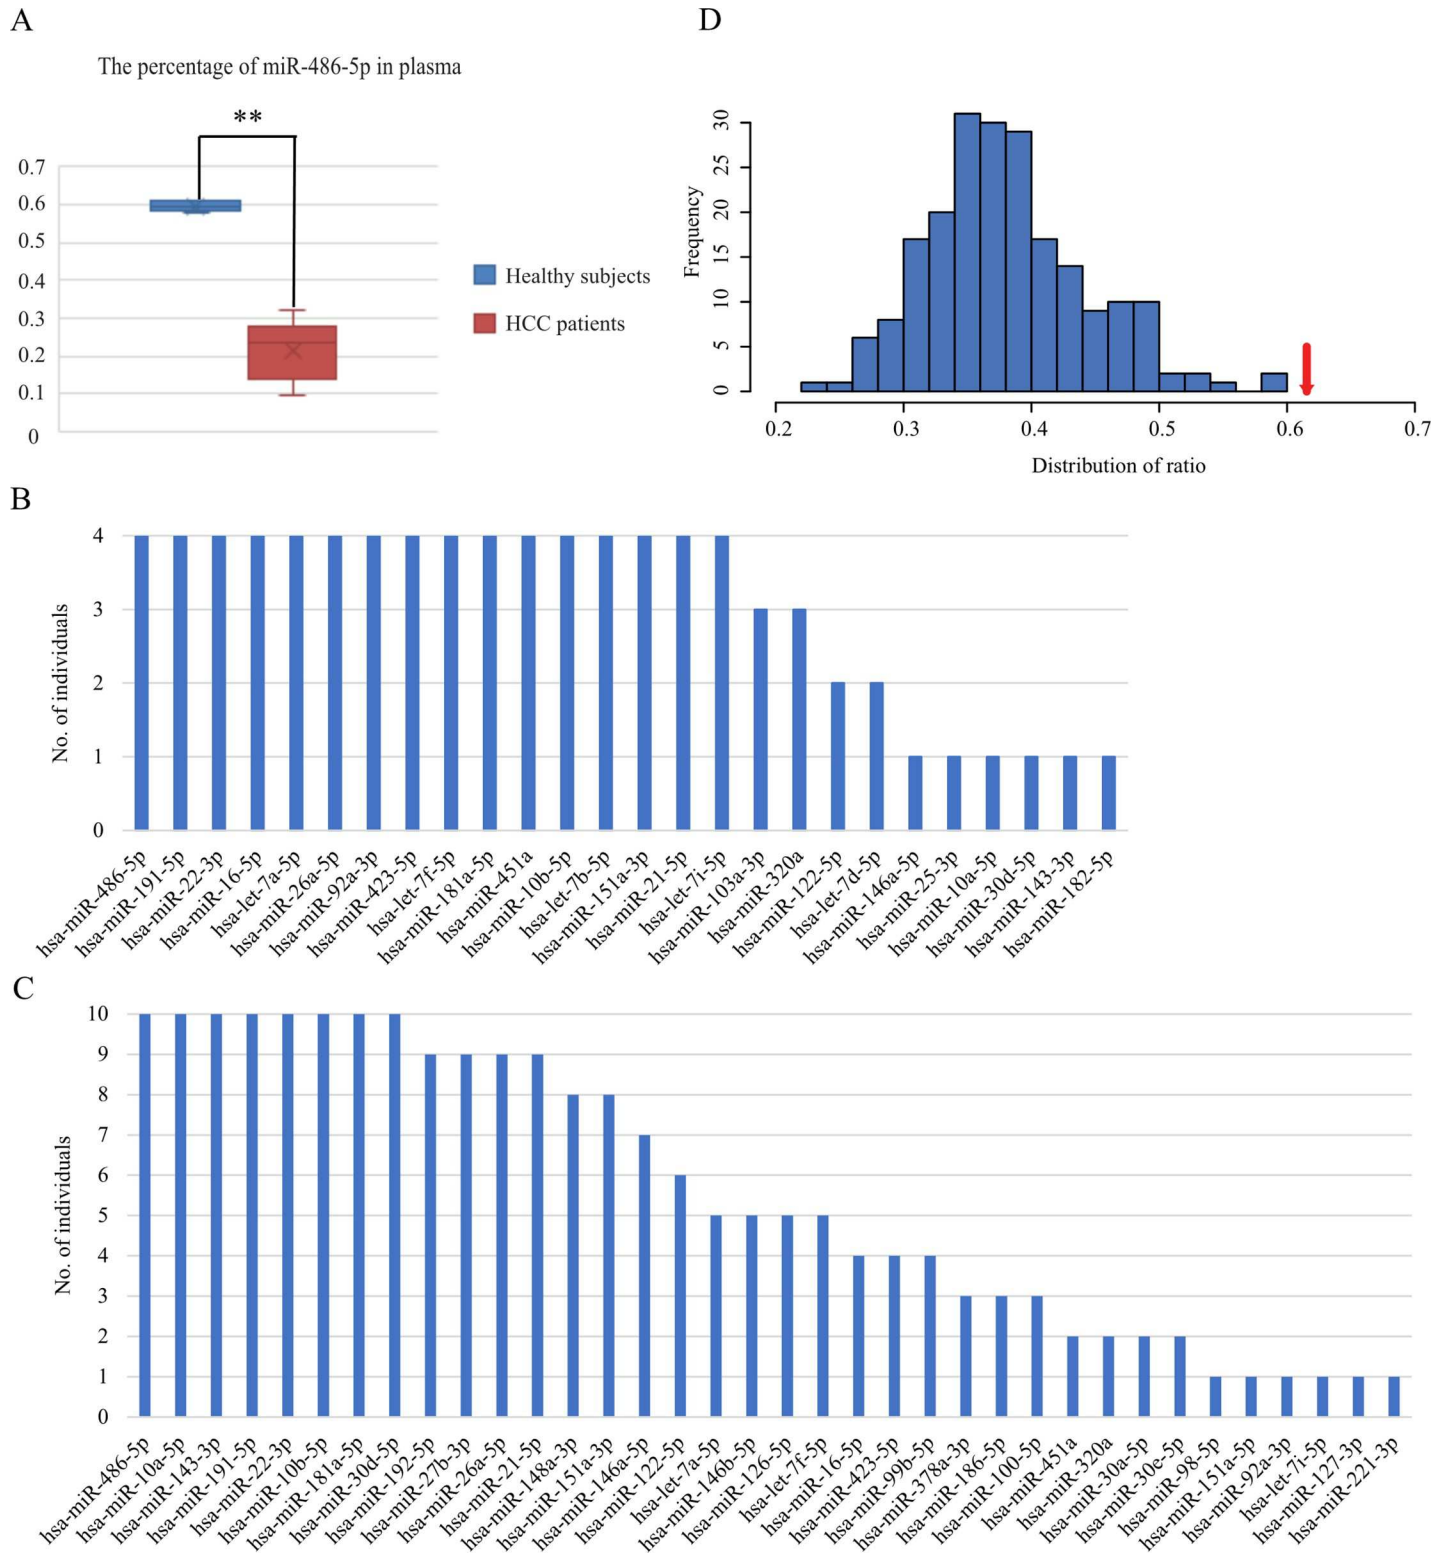 A
The percentage of miR-486-5p in plasma
**
0.7
0.6
0.5
0.4
0.3
0.2
0.1
0
Healthy subjects
HCC patients
D
Frequency
30
25
20
15
10
5
0
0.2 0.3 0.4 0.5 0.6 0.7
Distribution of ratio
B
No. of individuals
4
3
2
1
0
hsa-miR-486-5p
hsa-miR-191-5p
hsa-miR-22-3p
hsa-miR-16-5p
hsa-let-7a-5p
hsa-miR-26a-5p
hsa-miR-92a-3p
hsa-miR-423-5p
hsa-let-7f-5p
hsa-miR-181a-5p
hsa-miR-451a
hsa-miR-10b-5p
hsa-let-7b-5p
hsa-miR-151a-3p
hsa-miR-21-5p
hsa-let-7i-5p
hsa-miR-103a-3p
hsa-miR-320a
hsa-miR-122-5p
hsa-let-7d-5p
hsa-miR-146a-5p
hsa-miR-25-3p
hsa-miR-10a-5p
hsa-miR-30d-5p
hsa-miR-143-3p
hsa-miR-182-5p
C
No. of individuals
10
9
8
7
6
5
4
3
2
1
0
hsa-miR-486-5p
hsa-miR-10a-5p
hsa-miR-143-3p
hsa-miR-191-5p
hsa-miR-22-3p
hsa-miR-10b-5p
hsa-miR-181a-5p
hsa-miR-30d-5p
hsa-miR-192-5p
hsa-miR-27b-3p
hsa-miR-26a-5p
hsa-miR-21-5p
hsa-miR-148a-3p
hsa-miR-151a-3p
hsa-miR-146a-5p
hsa-miR-122-5p
hsa-let-7a-5p
hsa-miR-146b-5p
hsa-miR-126-5p
hsa-let-7f-5p
hsa-miR-16-5p
hsa-miR-423-5p
hsa-miR-99b-5p
hsa-miR-378a-3p
hsa-miR-186-5p
hsa-miR-100-5p
hsa-miR-451a
hsa-miR-320a
hsa-miR-30a-5p
hsa-miR-30e-5p
hsa-miR-98-5p
hsa-miR-151a-5p
hsa-miR-92a-3p
hsa-let-7i-5p
hsa-miR-127-3p
hsa-miR-221-3p